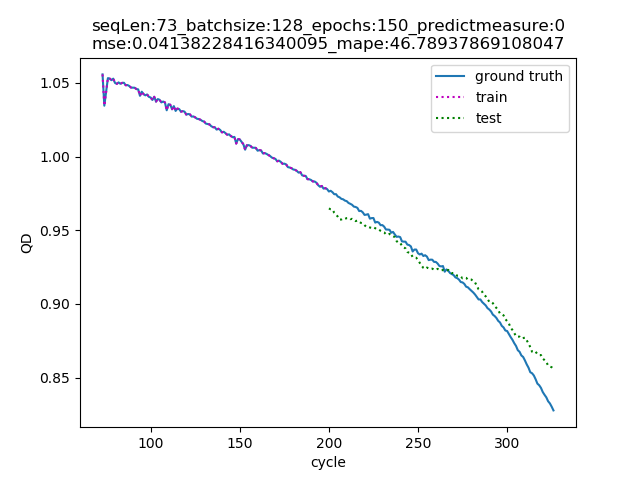 seqLen:73_batchsize:128_epochs:150_predictmeasure:0
mse:0.04138228416340095_mape:46.78937869108047
ground truth
train
test
1.05
1.00
0.95
0.90
0.85
QD
100
150
200
250
300
cycle